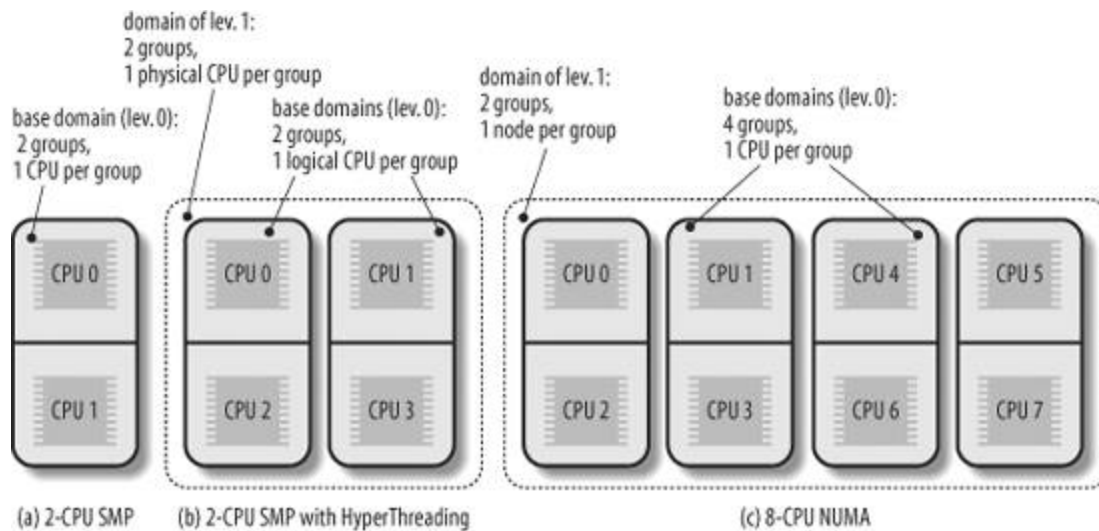 domain of lev. 1:
2 groups,
1 physical CPU per group
base domain (lev. 0):
2 groups,
1 CPU per group
base domains (lev. 0):
2 groups,
1 logical CPU per group
domain of lev. 1:
2 groups,
1 node per group
base domains (lev. 0):
4 groups,
1 CPU per group
CPU 0
CPU 0
CPU 1
CPU 0
CPU 1
CPU 4
CPU 5
CPU 1
CPU 2
CPU 3
CPU 2
CPU 3
CPU 6
CPU 7
(a) 2-CPU SMP
(b) 2-CPU SMP with HyperThreading
(c) 8-CPU NUMA